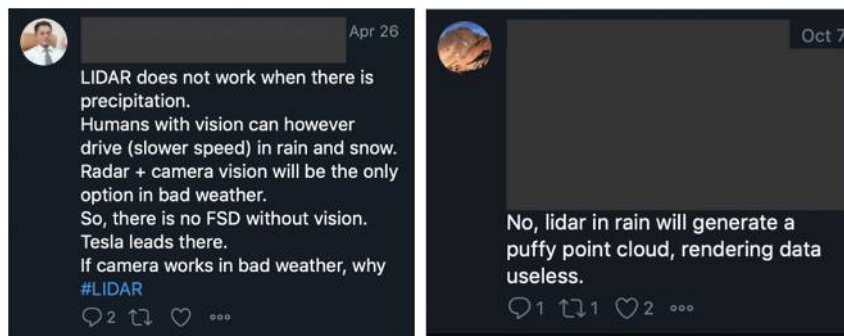 Apr 26
LIDAR does not work when there is
precipitation.
Humans with vision can however
drive (slower speed) in rain and snow.
Radar + camera vision will be the only
option in bad weather.
So, there is no FSD without vision.
Tesla leads there.
If camera works in bad weather, why
#LIDAR
2
Oct 7
No, lidar in rain will generate a
puffy point cloud, rendering data
useless.
1 1 2